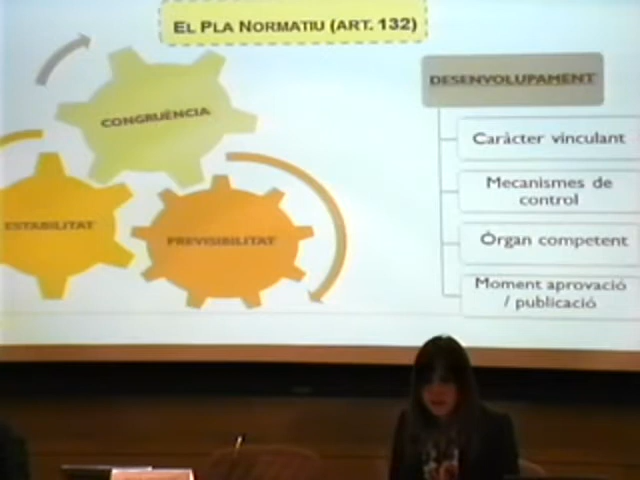 EL PLA NORMATIU (ART. 132)
CONGRUÈNCIA
ESTABILITAT
PREVISIBILITAT
DESENVOLUPAMENT
Caràcter vinculant
Mecanismes de
control
Òrgan competent
Moment aprovació
/ publicació